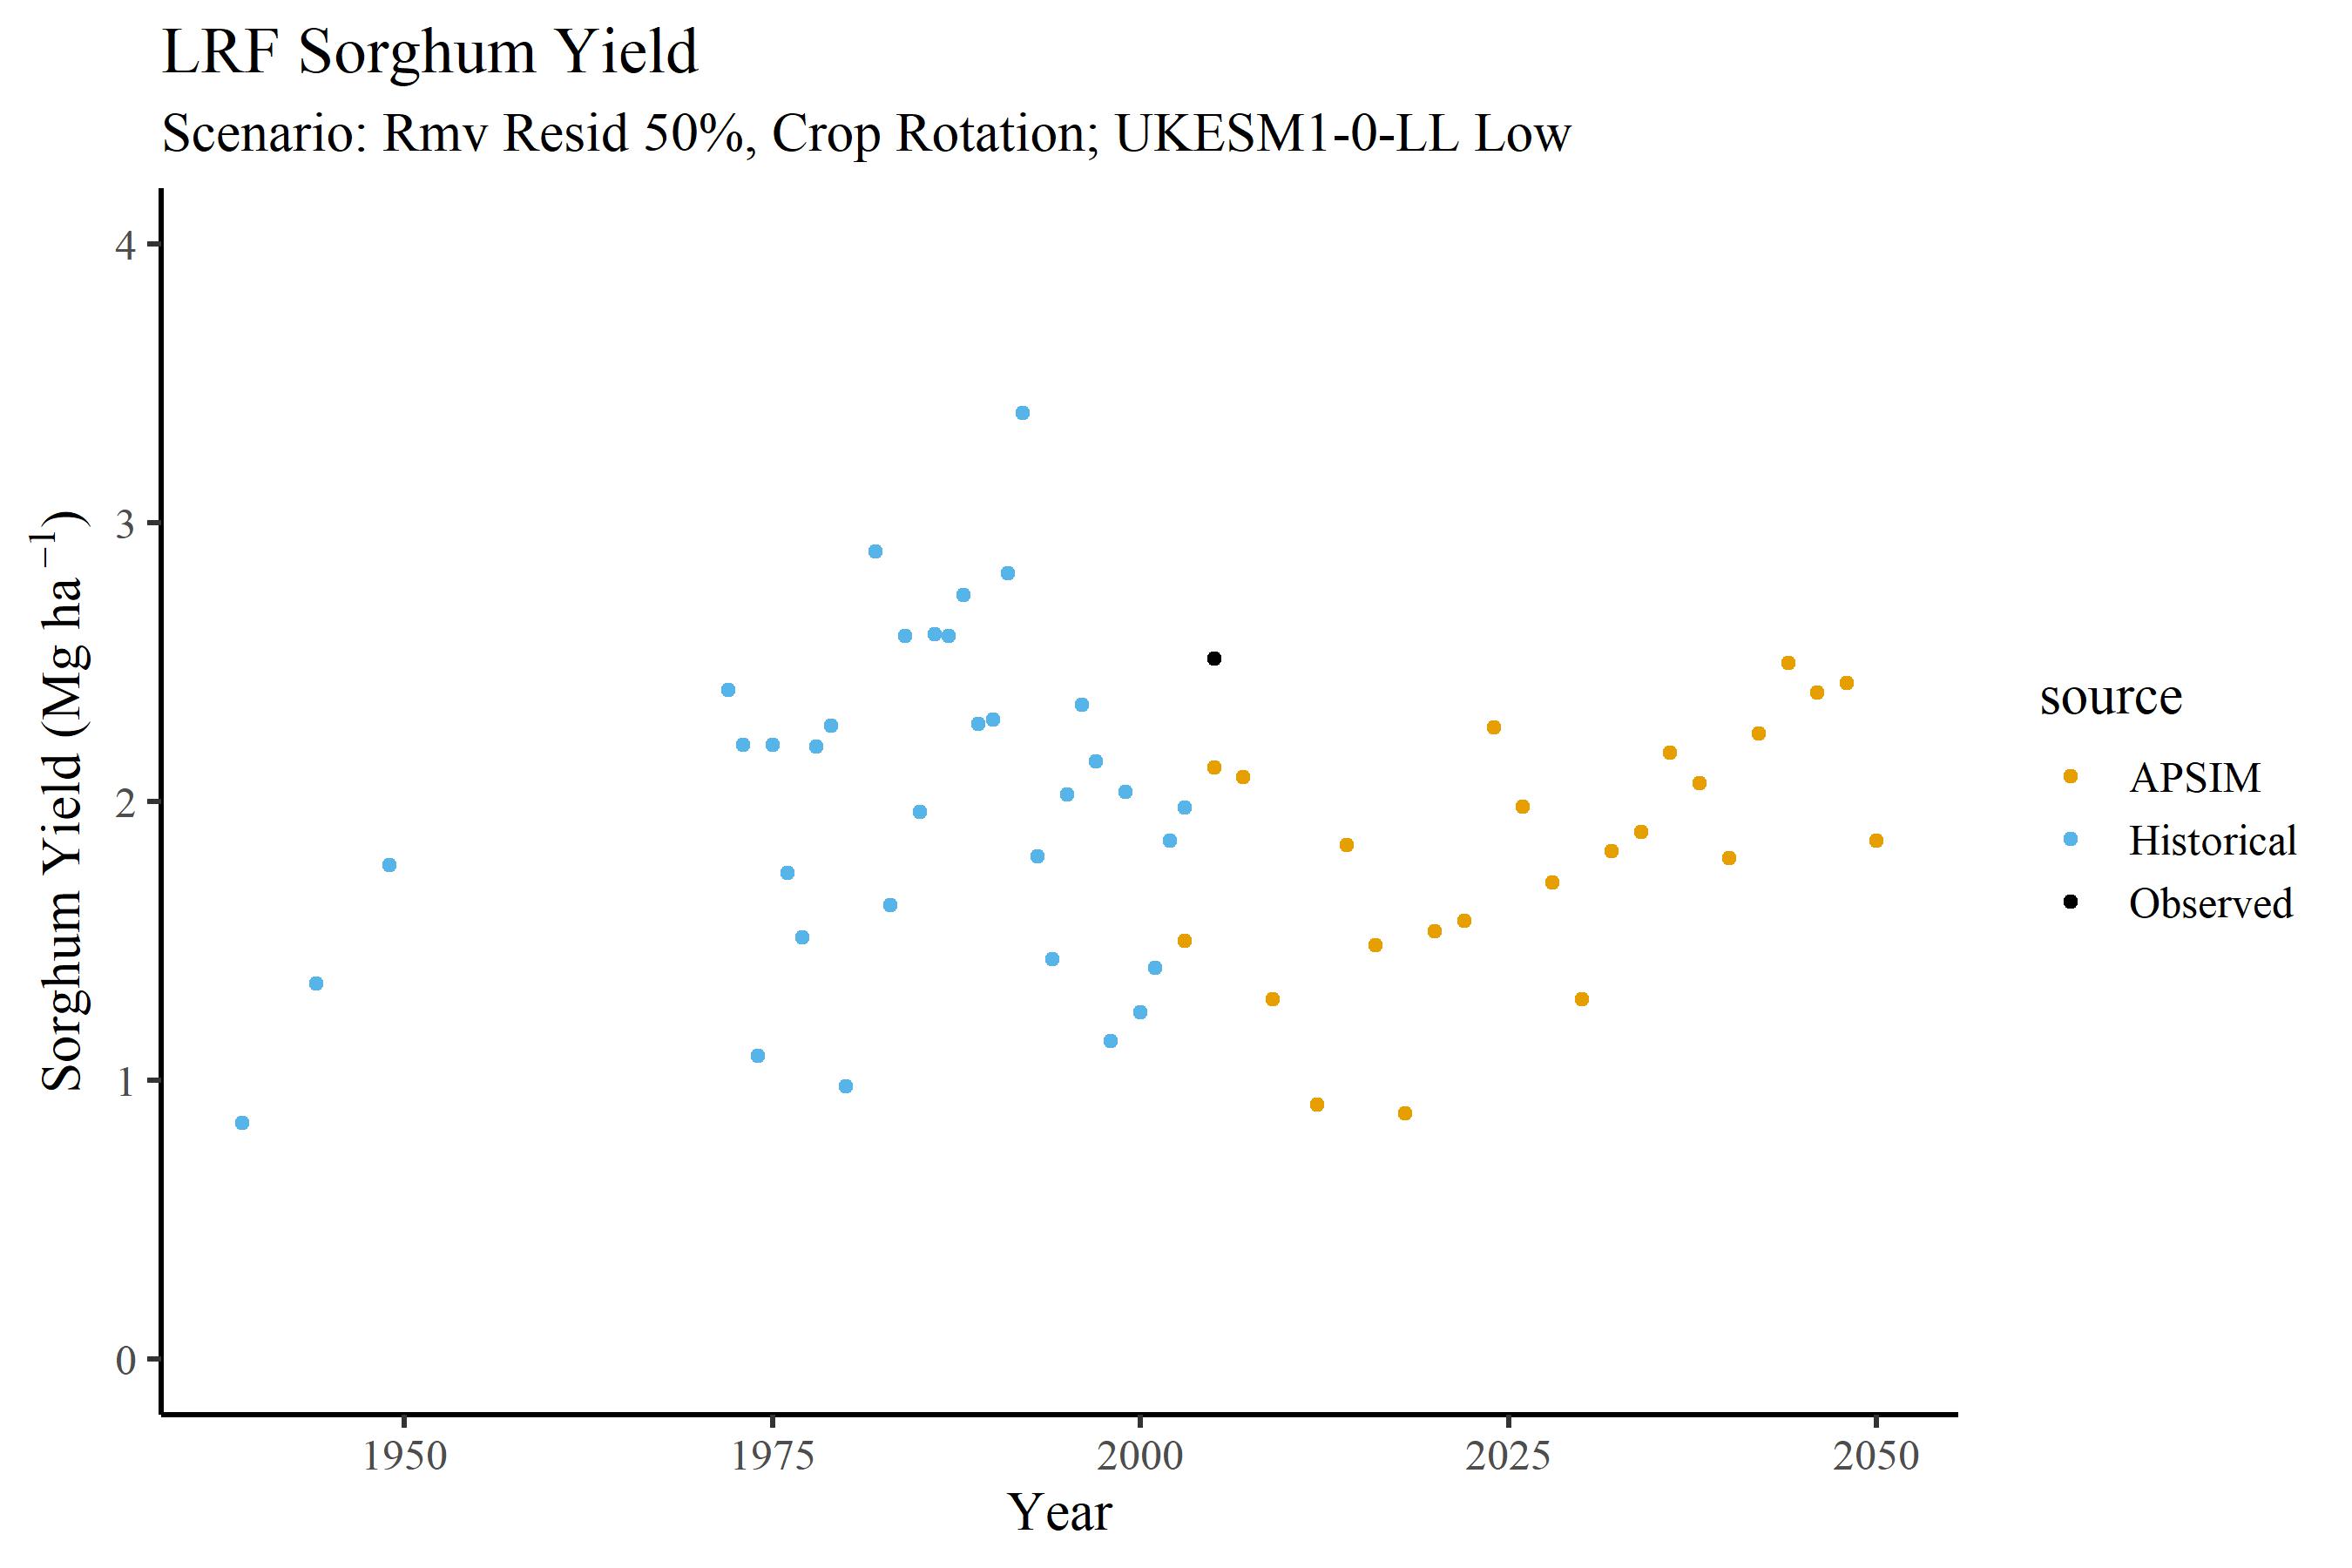 LRF Sorghum Yield
Scenario: Rmv Resid 50%, Crop Rotation; UKESM1-0-LL Low
Sorghum Yield (Mg ha⁻¹)
4
3
2
1
0
1950 1975 2000 2025 2050
Year
source
APSIM
Historical
Observed